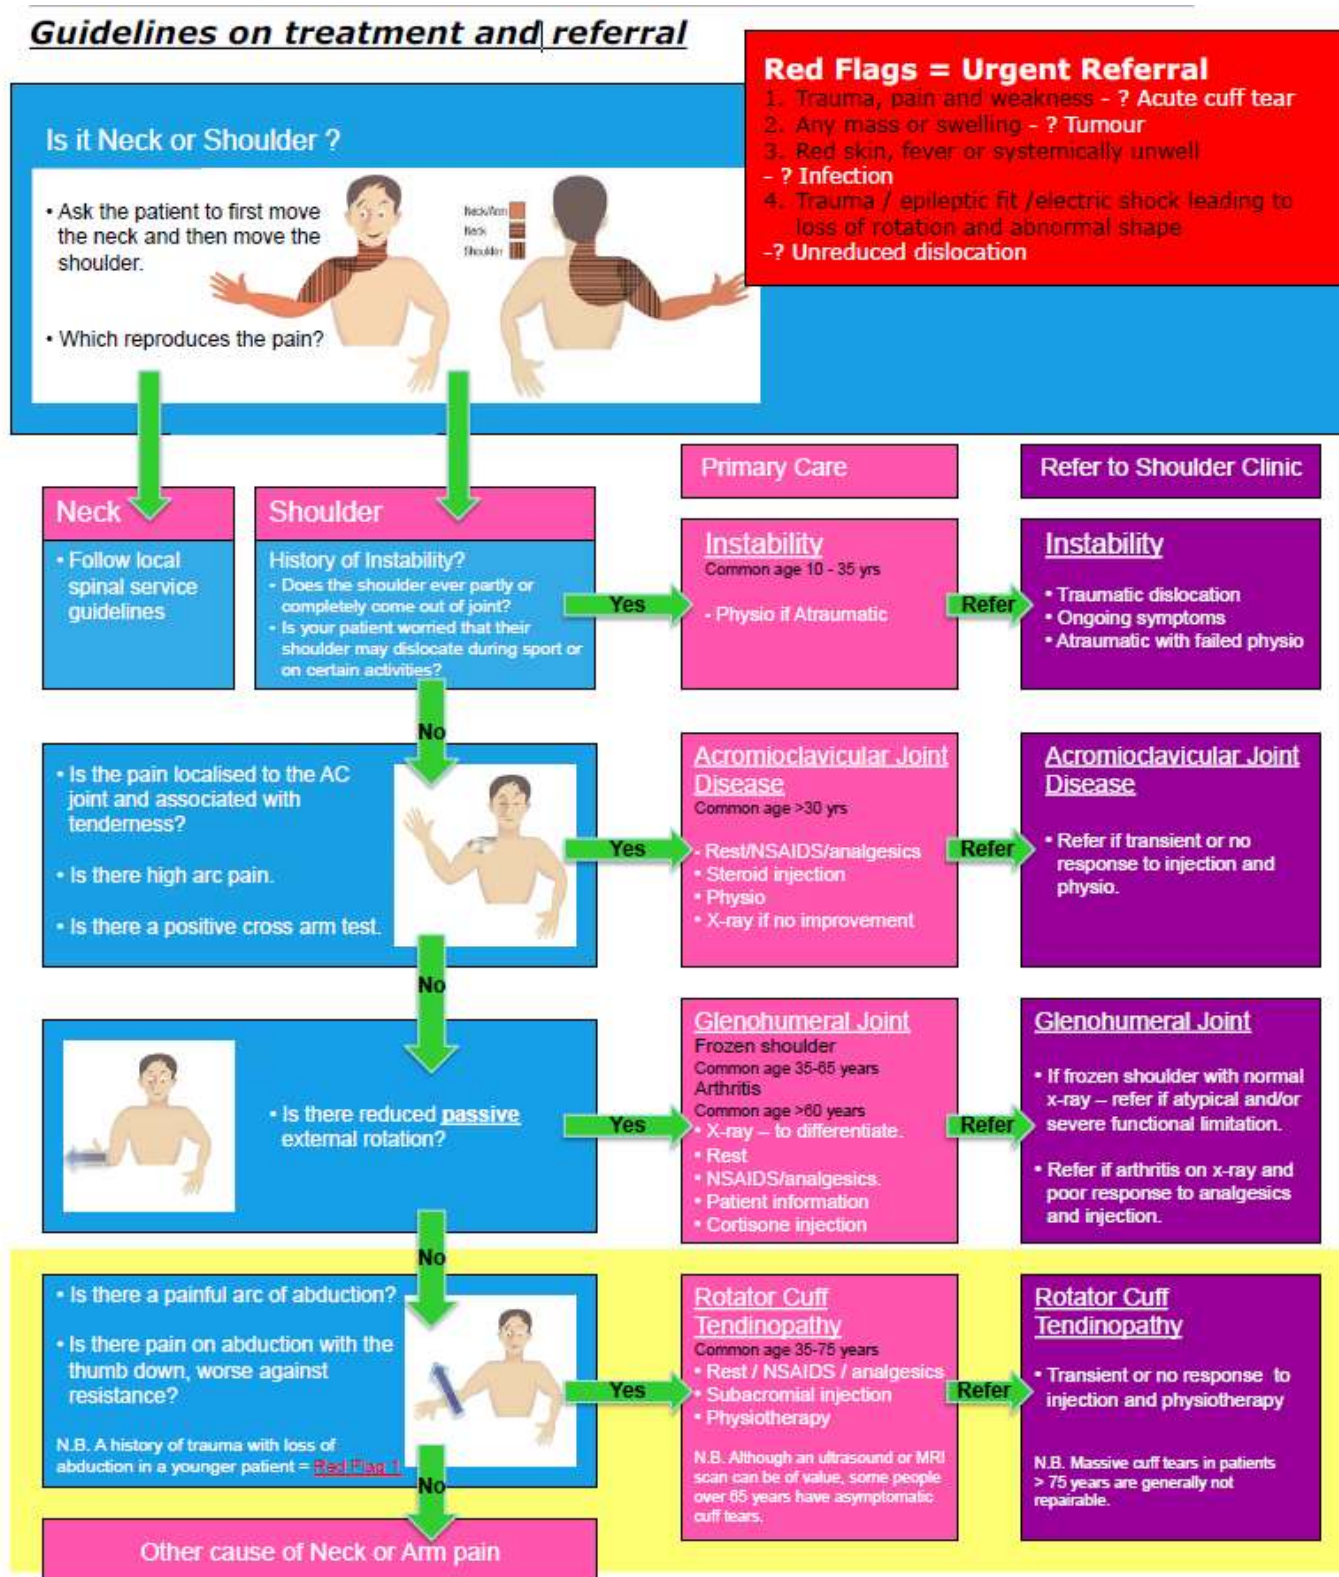 Guidelines on treatment and referral
Red Flags = Urgent Referral
1. Trauma, pain and weakness - ? Acute cuff tear
2. Any mass or swelling - ? Tumour
3. Red skin, fever or systemically unwell
- ? Infection
4. Trauma / epileptic fit /electric shock leading to
loss of rotation and abnormal shape
-? Unreduced dislocation
Is it Neck or Shoulder ?
• Ask the patient to first move
the neck and then move the
shoulder.
• Which reproduces the pain?
Neck/Arm
Neck
Shoulder
Primary Care
Refer to Shoulder Clinic
Neck
• Follow local
spinal service
guidelines
Shoulder
History of Instability?
• Does the shoulder ever partly or
completely come out of joint?
• Is your patient worried that their
shoulder may dislocate during sport or
on certain activities?
Yes
Instability
Common age 10 - 35 yrs
- Physio if Atraumatic
Refer
Instability
• Traumatic dislocation
• Ongoing symptoms
• Atraumatic with failed physio
No
• Is the pain localised to the AC
joint and associated with
tenderness?
• Is there high arc pain.
• Is there a positive cross arm test.
Yes
Acromioclavicular Joint
Disease
Common age >30 yrs
- Rest/NSAIDS/analgesics
• Steroid injection
• Physio
• X-ray if no improvement
Refer
Acromioclavicular Joint
Disease
• Refer if transient or no
response to injection and
physio.
No
• Is there reduced passive
external rotation?
Yes
Glenohumeral Joint
Frozen shoulder
Common age 35-65 years
Arthritis
Common age >60 years
• X-ray – to differentiate.
• Rest
• NSAIDS/analgesics.
• Patient information
• Cortisone injection
Refer
Glenohumeral Joint
• If frozen shoulder with normal
x-ray – refer if atypical and/or
severe functional limitation.
• Refer if arthritis on x-ray and
poor response to analgesics
and injection.
No
• Is there a painful arc of abduction?
• Is there pain on abduction with the
thumb down, worse against
resistance?
N.B. A history of trauma with loss of
abduction in a younger patient = Red Flag 1
Yes
Rotator Cuff
Tendinopathy
Common age 35-75 years
• Rest / NSAIDS / analgesics
• Subacromial injection
• Physiotherapy
N.B. Although an ultrasound or MRI
scan can be of value, some people
over 65 years have asymptomatic
cuff tears.
Refer
Rotator Cuff
Tendinopathy
• Transient or no response to
injection and physiotherapy
N.B. Massive cuff tears in patients
> 75 years are generally not
repairable.
No
Other cause of Neck or Arm pain